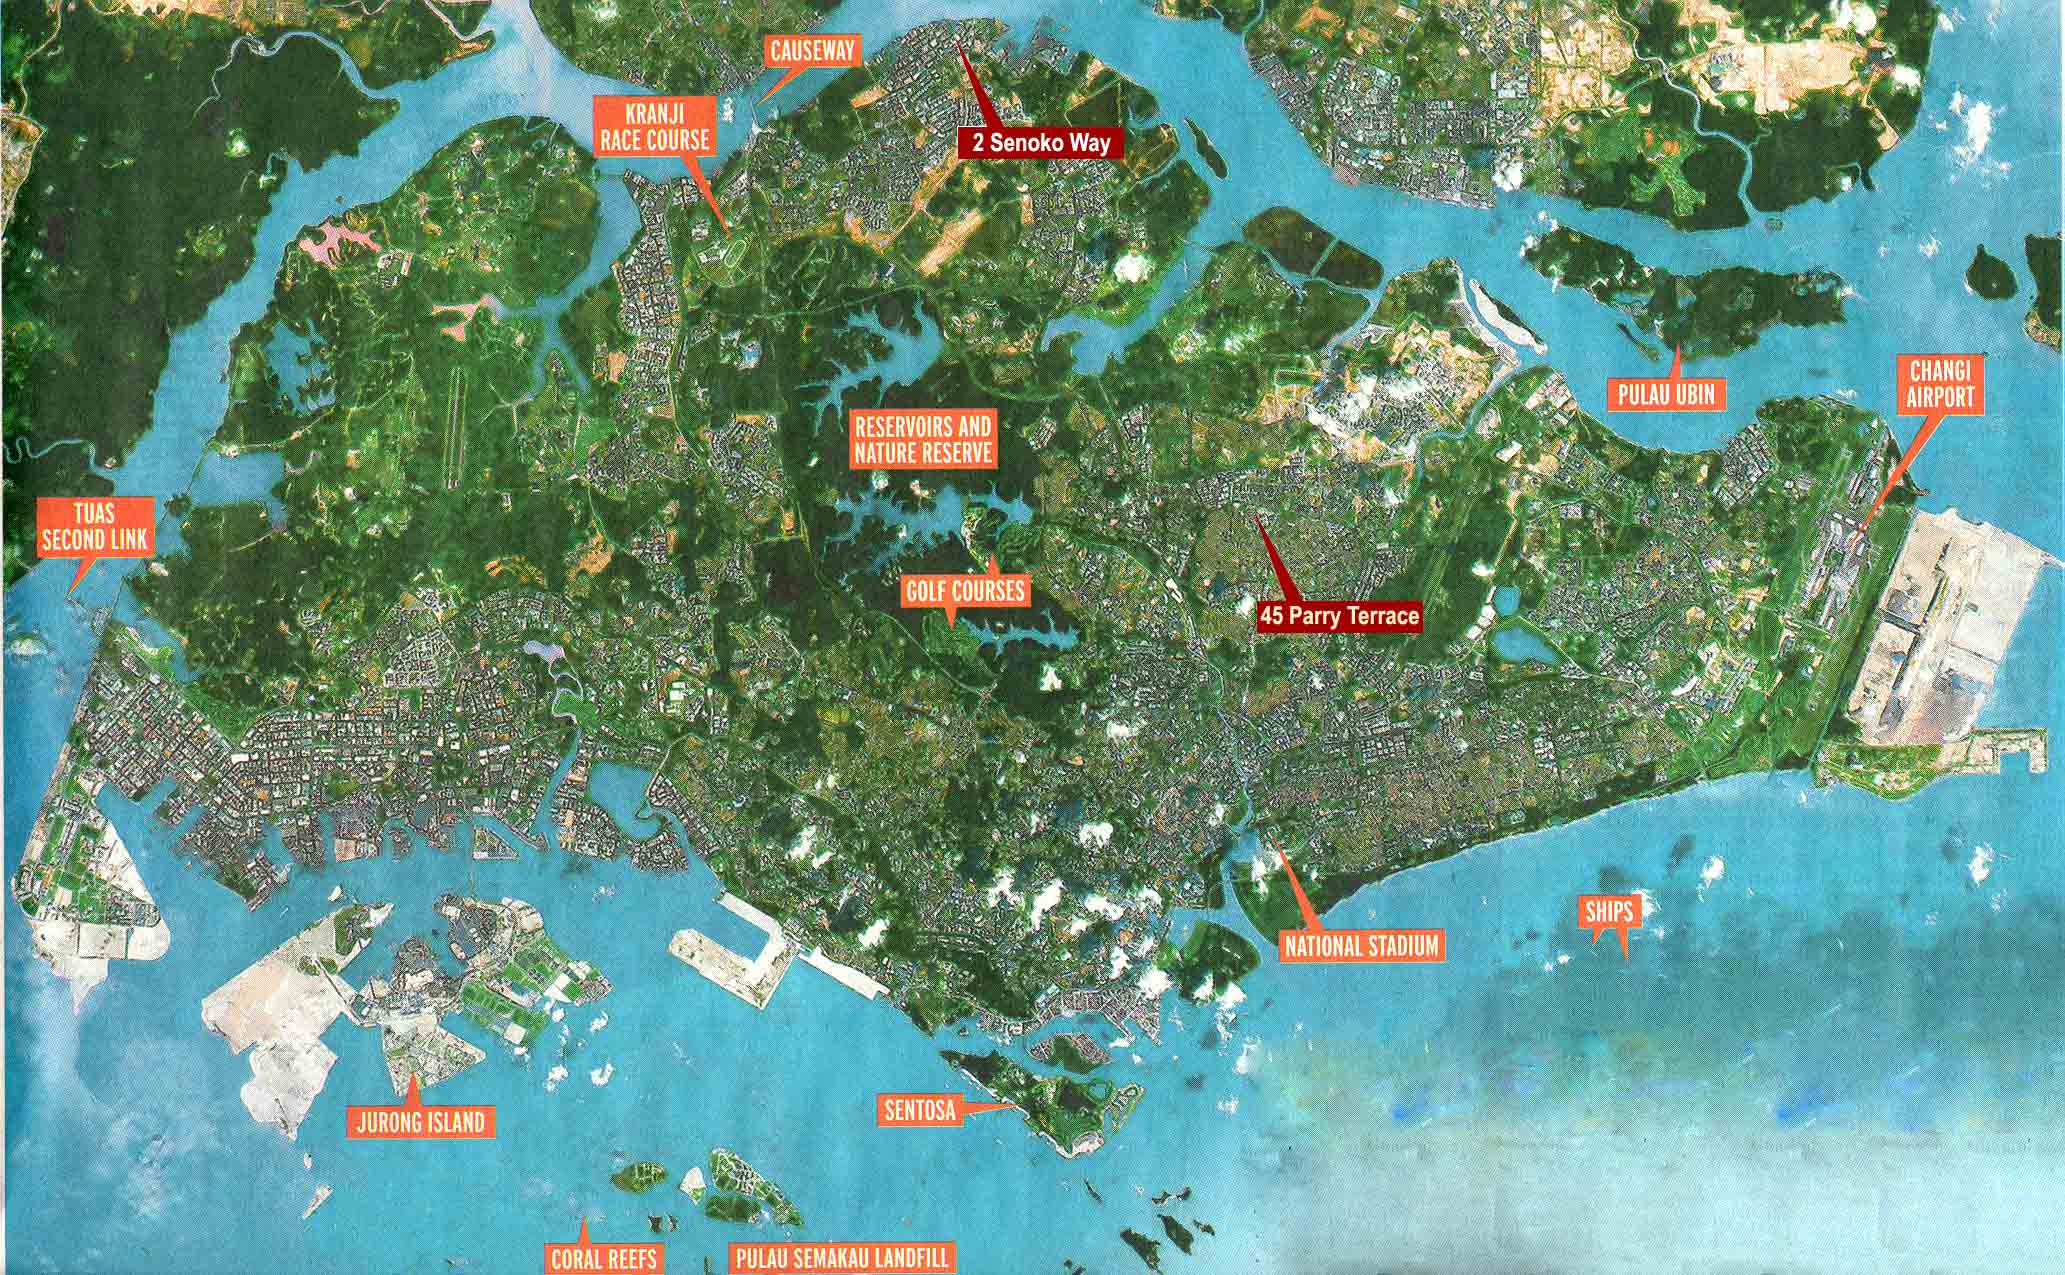 CAUSEWAY
KRANJI
RACE COURSE
2 Senoko Way
PULAU UBIN
CHANGI
AIRPORT
RESERVOIRS AND
NATURE RESERVE
TUAS
SECOND LINK
GOLF COURSES
45 Parry Terrace
SHIPS
NATIONAL STADIUM
SENTOSA
JURONG ISLAND
CORAL REEFS
PULAU SEMAKAU LANDFILL